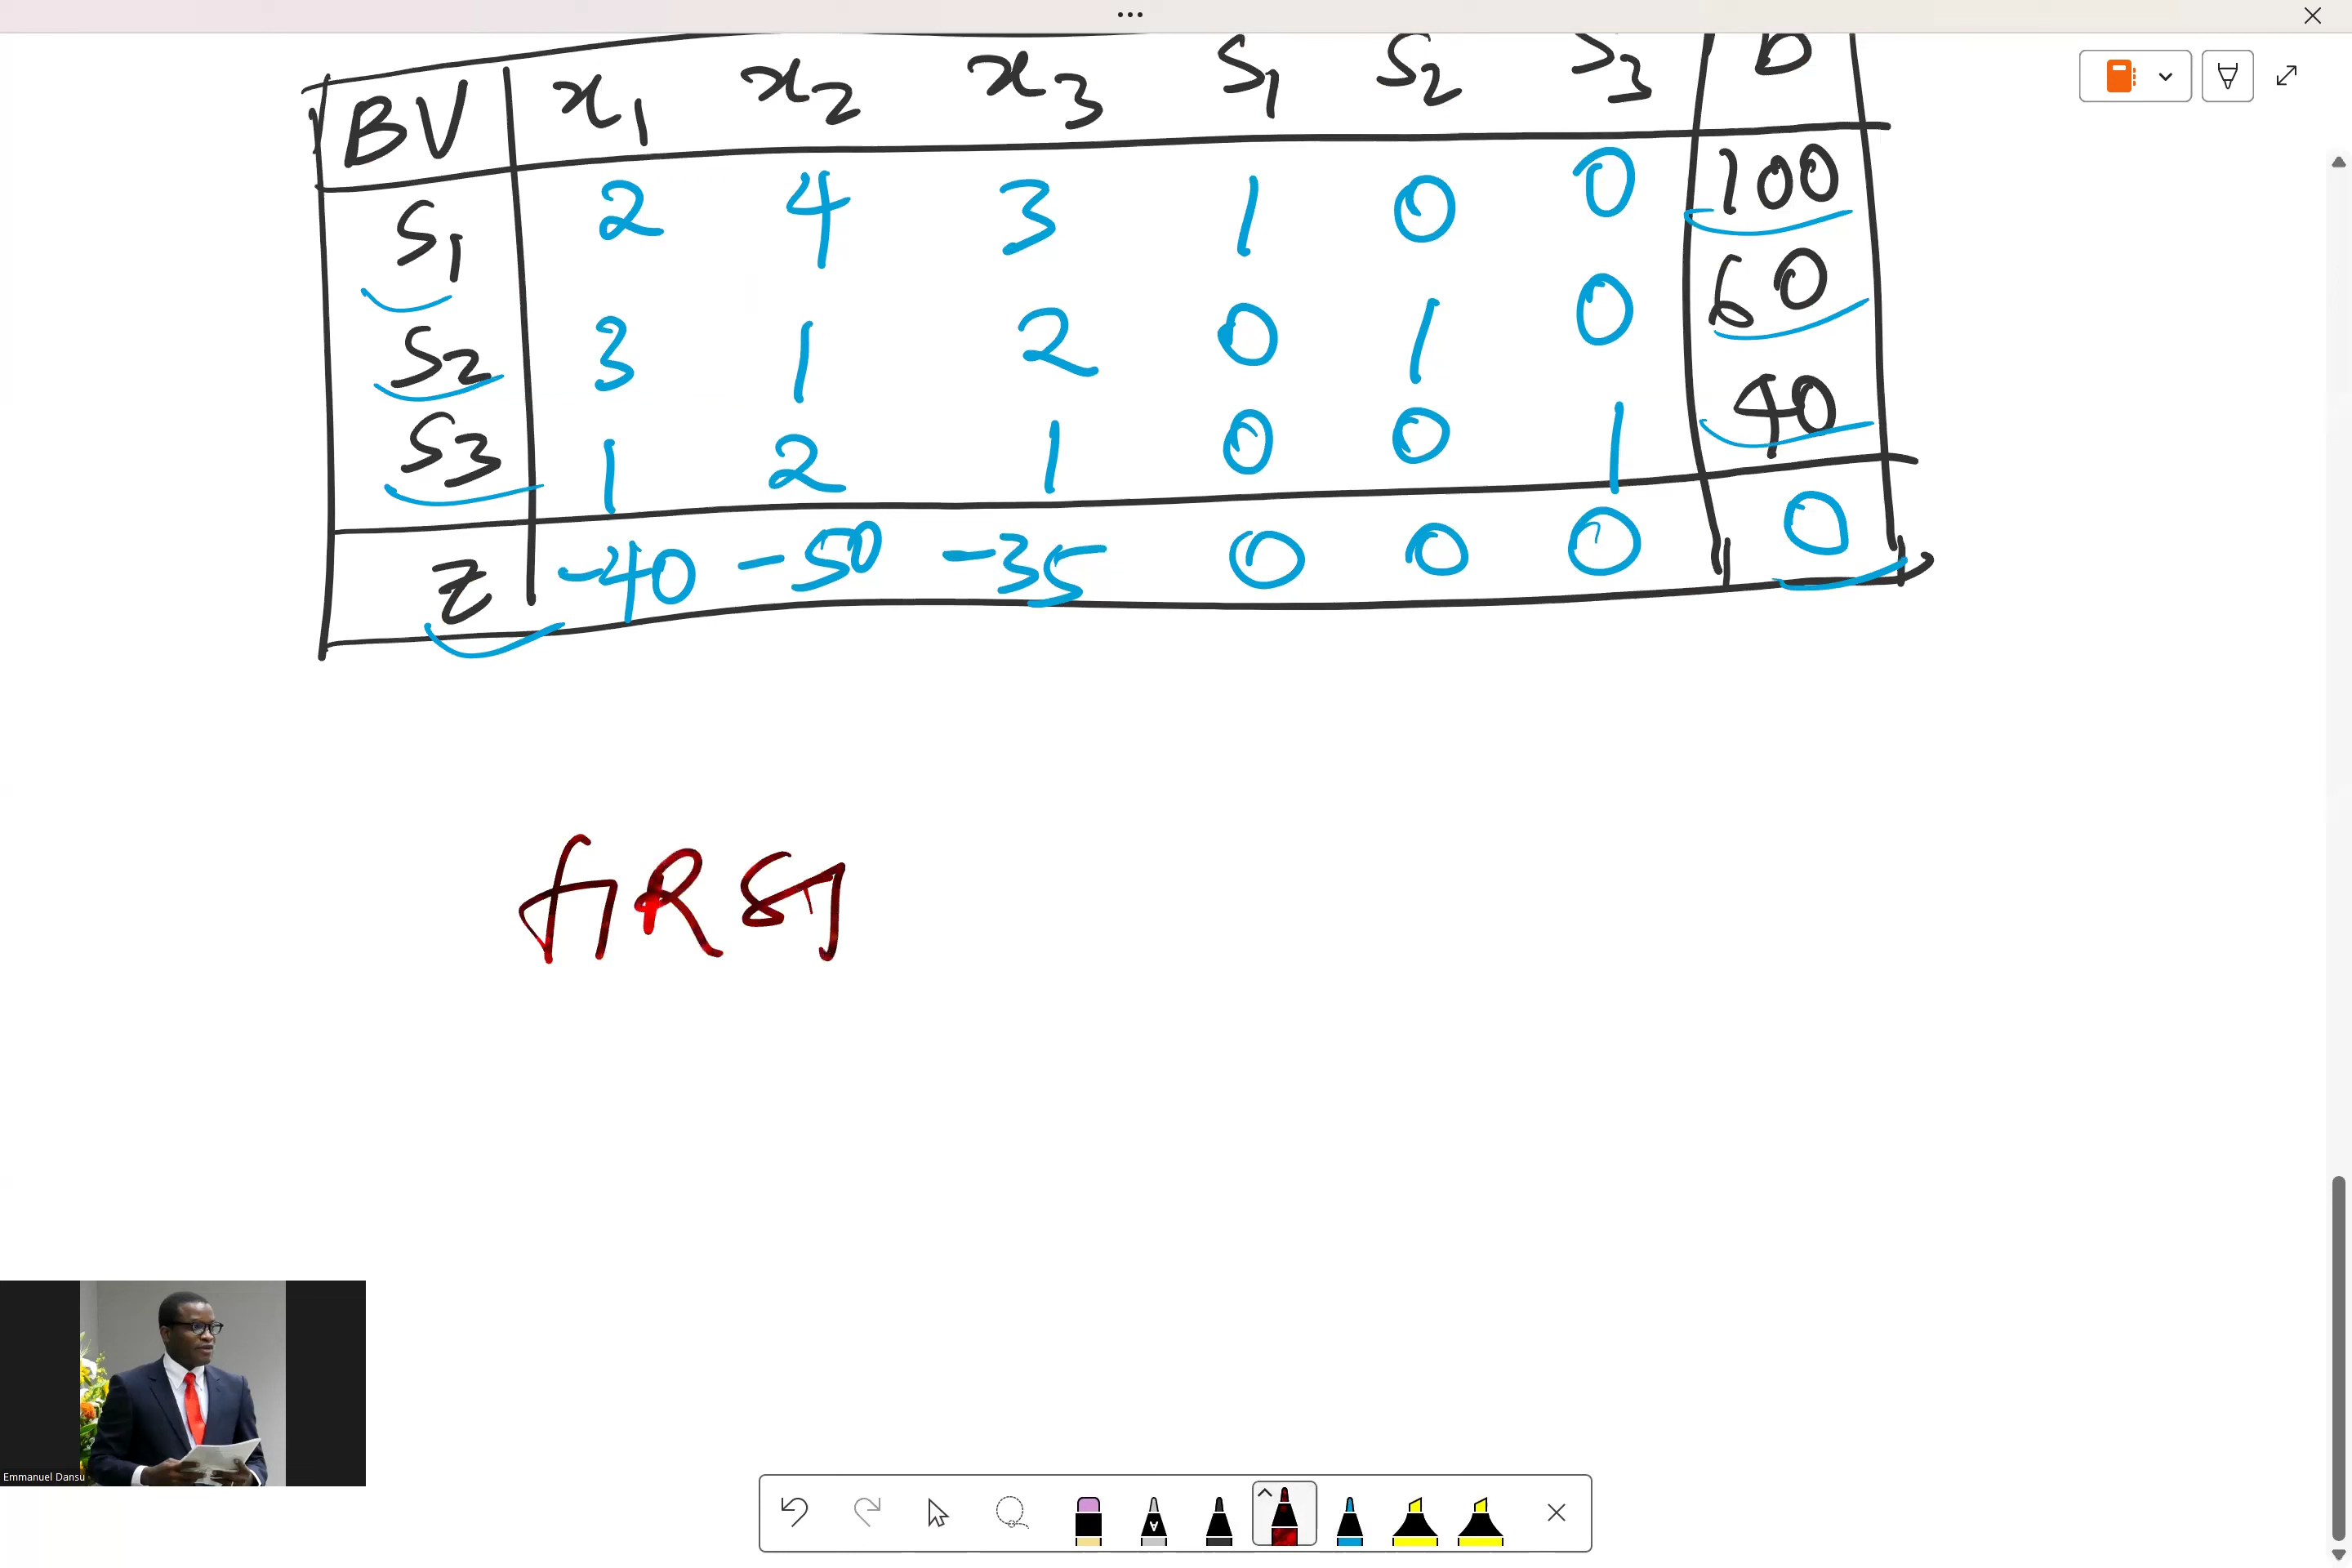 BV x1 x2 x3 S1 S2 S3 b
S1 2 4 3 1 0 0 100
S2 3 1 2 0 1 0 60
S3 1 2 1 0 0 1 40
Z -40 -50 -35 0 0 0 0
FIRST
Emmanuel Dansu